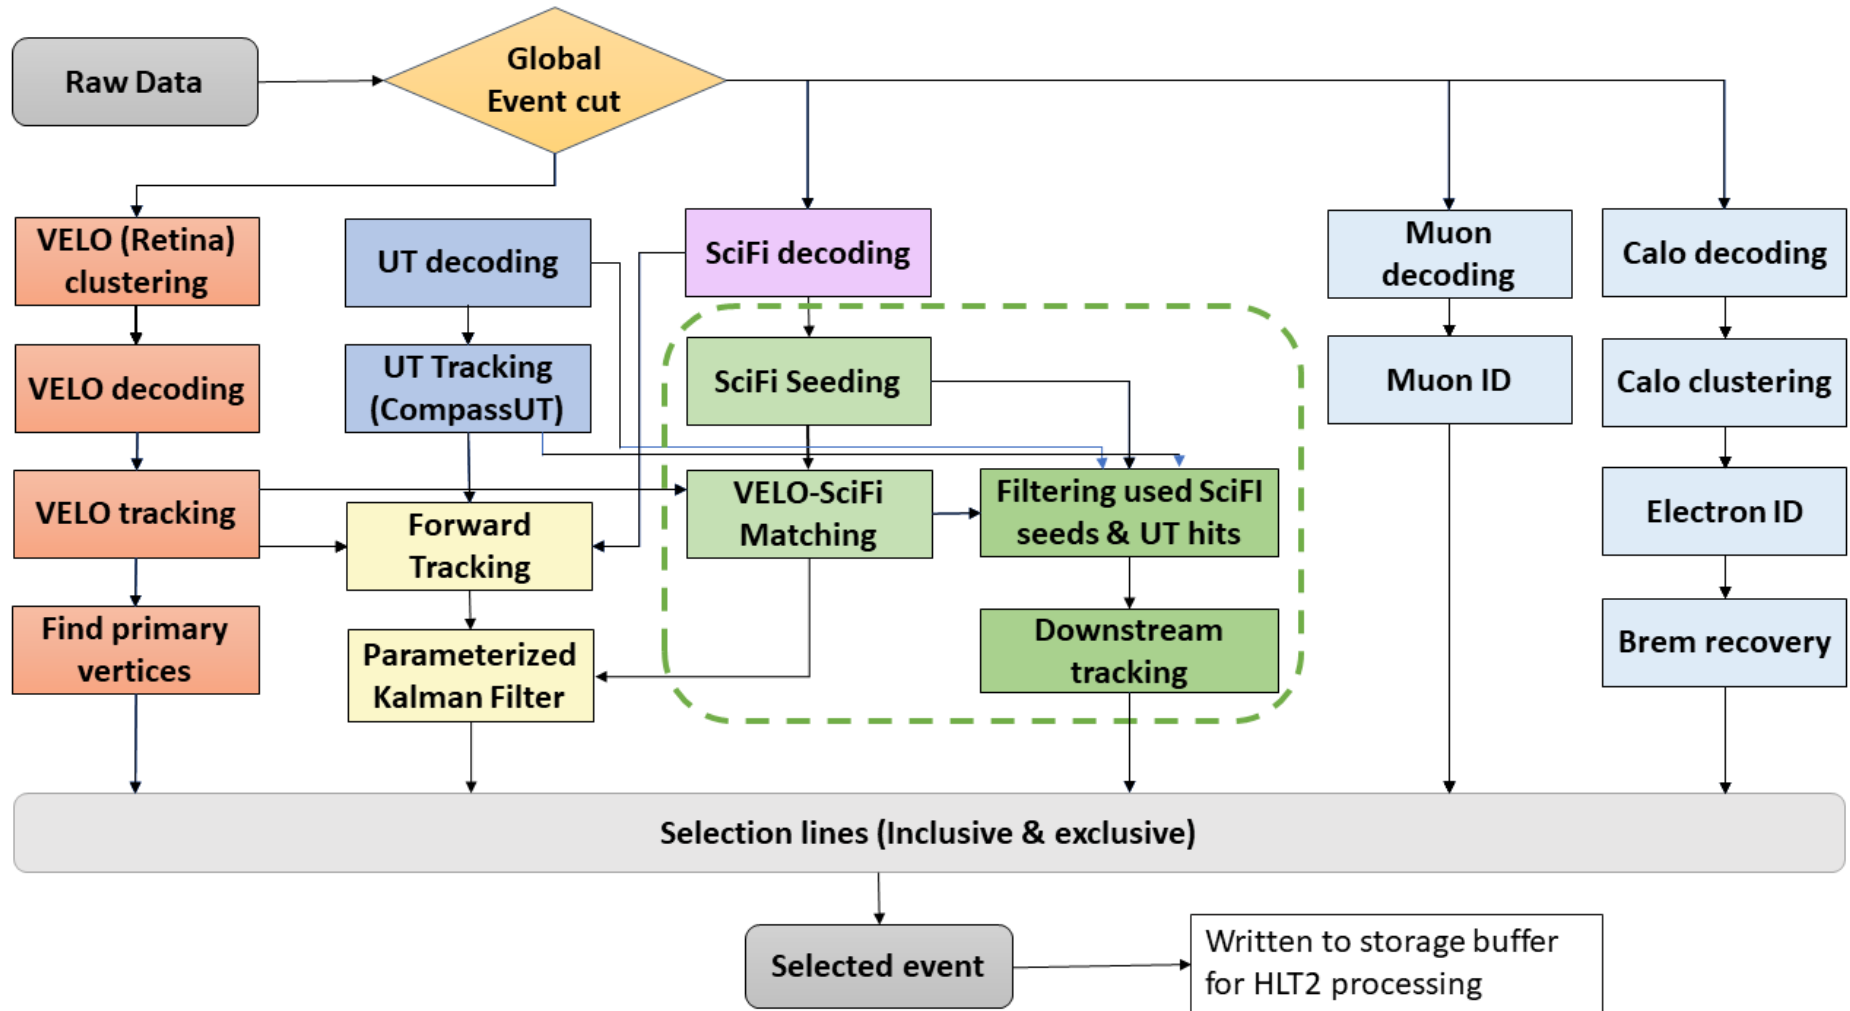 Raw Data
Global
Event cut
VELO (Retina)
clustering
VELO decoding
VELO tracking
Find primary
vertices
UT decoding
UT Tracking
(CompassUT)
Forward
Tracking
Parameterized
Kalman Filter
SciFi decoding
SciFi Seeding
VELO-SciFi
Matching
Filtering used SciFI
seeds & UT hits
Downstream
tracking
Muon
decoding
Muon ID
Calo decoding
Calo clustering
Electron ID
Brem recovery
Selection lines (Inclusive & exclusive)
Selected event
Written to storage buffer
for HLT2 processing